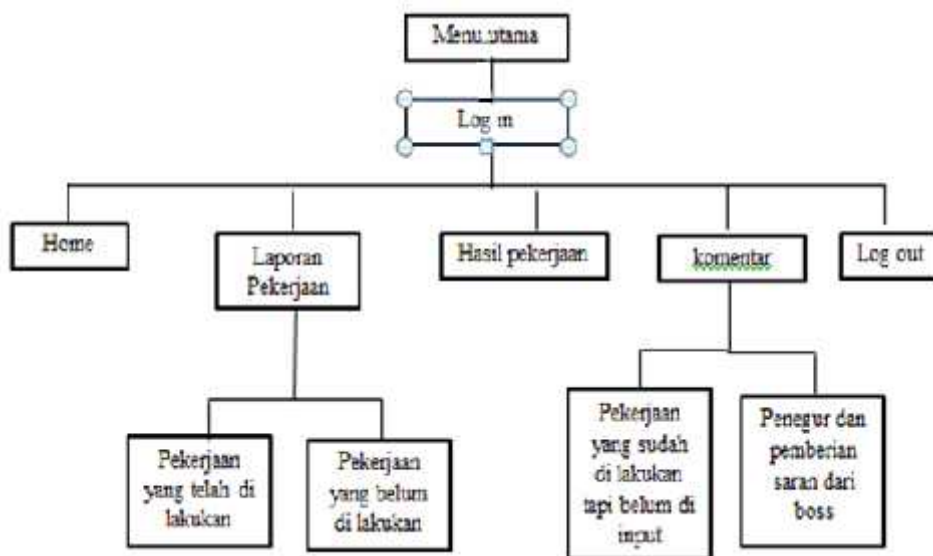 Menu utama
Log in
Home
Laporan
Pekerjaan
Hasil pekerjaan
komentar
Log out
Pekerjaan
yang telah di
lakukan
Pekerjaan
yang belum
di lakukan
Pekerjaan
yang sudah
di lakukan
tapi belum di
input
Penegur dan
pemberian
saran dari
boss